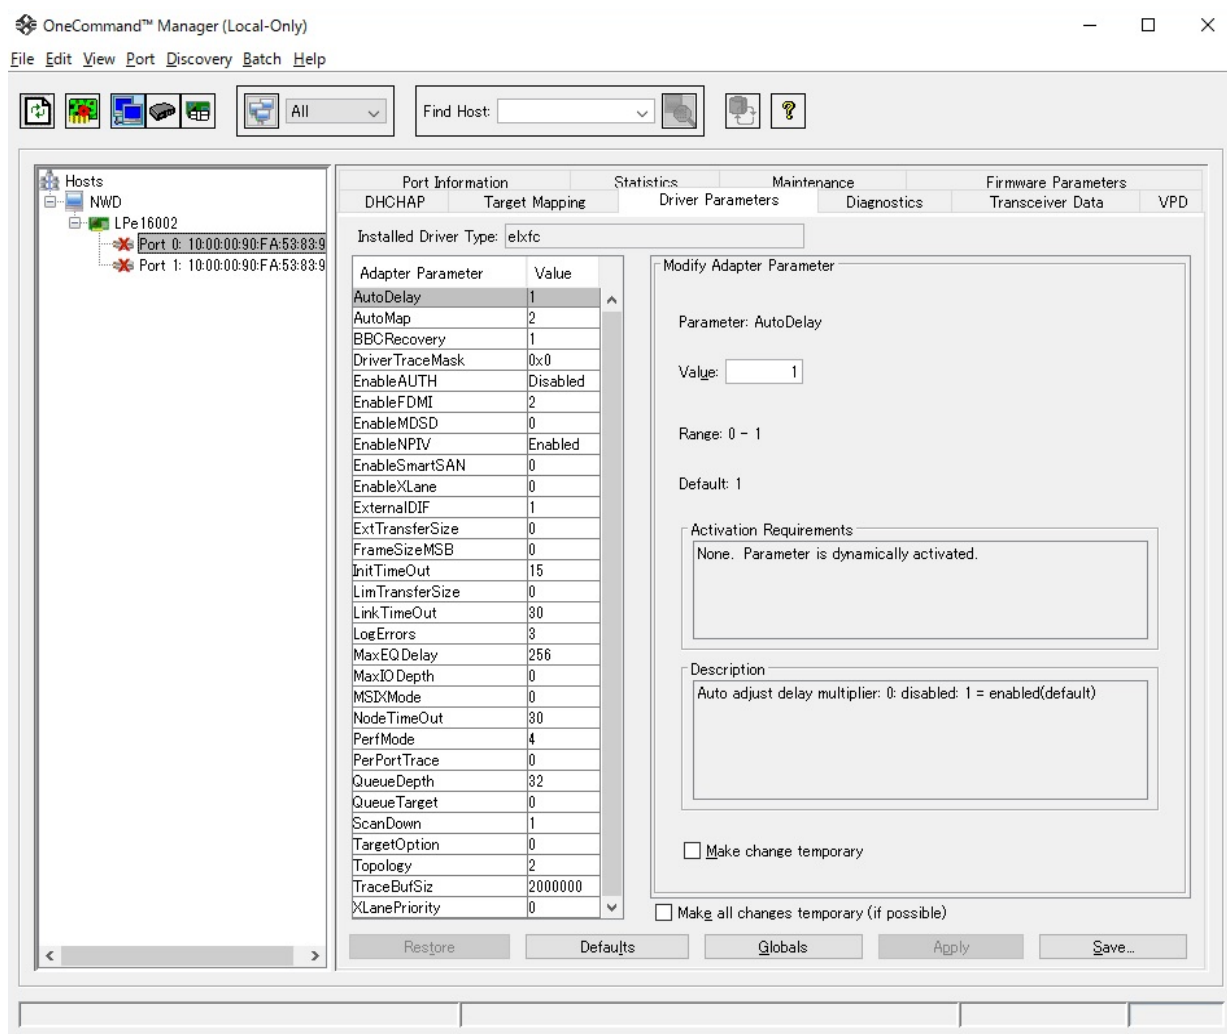 OneCommand™ Manager (Local-Only)
File Edit View Port Discovery Batch Help
All
Find Host:
Hosts
NWD
LPe16002
Port 0: 10:00:00:90:FA:53:83:9
Port 1: 10:00:00:90:FA:53:83:9
Port Information Statistics Maintenance Firmware Parameters
DHCHAP Target Mapping Driver Parameters Diagnostics Transceiver Data VPD
Installed Driver Type: elxfc
Adapter Parameter Value
AutoDelay 1
AutoMap 2
BBCRecovery 1
DriverTraceMask 0x0
EnableAUTH Disabled
EnableFDMI 2
EnableMDSD 0
EnableNPIV Enabled
EnableSmartSAN 0
EnableXLane 0
ExternalDIF 1
ExtTransferSize 0
FrameSizeMSB 0
InitTimeOut 15
LimTransferSize 0
LinkTimeOut 30
LogErrors 3
MaxEQDelay 256
MaxIODepth 0
MSIXMode 0
NodeTimeOut 30
PerfMode 4
PerPortTrace 0
QueueDepth 32
QueueTarget 0
ScanDown 1
TargetOption 0
Topology 2
TraceBufSiz 2000000
XLanePriority 0
Modify Adapter Parameter
Parameter: AutoDelay
Value: 1
Range: 0 - 1
Default: 1
Activation Requirements
None. Parameter is dynamically activated.
Description
Auto adjust delay multiplier: 0: disabled: 1 = enabled(default)
Make change temporary
Make all changes temporary (if possible)
Restore Defaults Globals Apply Save...